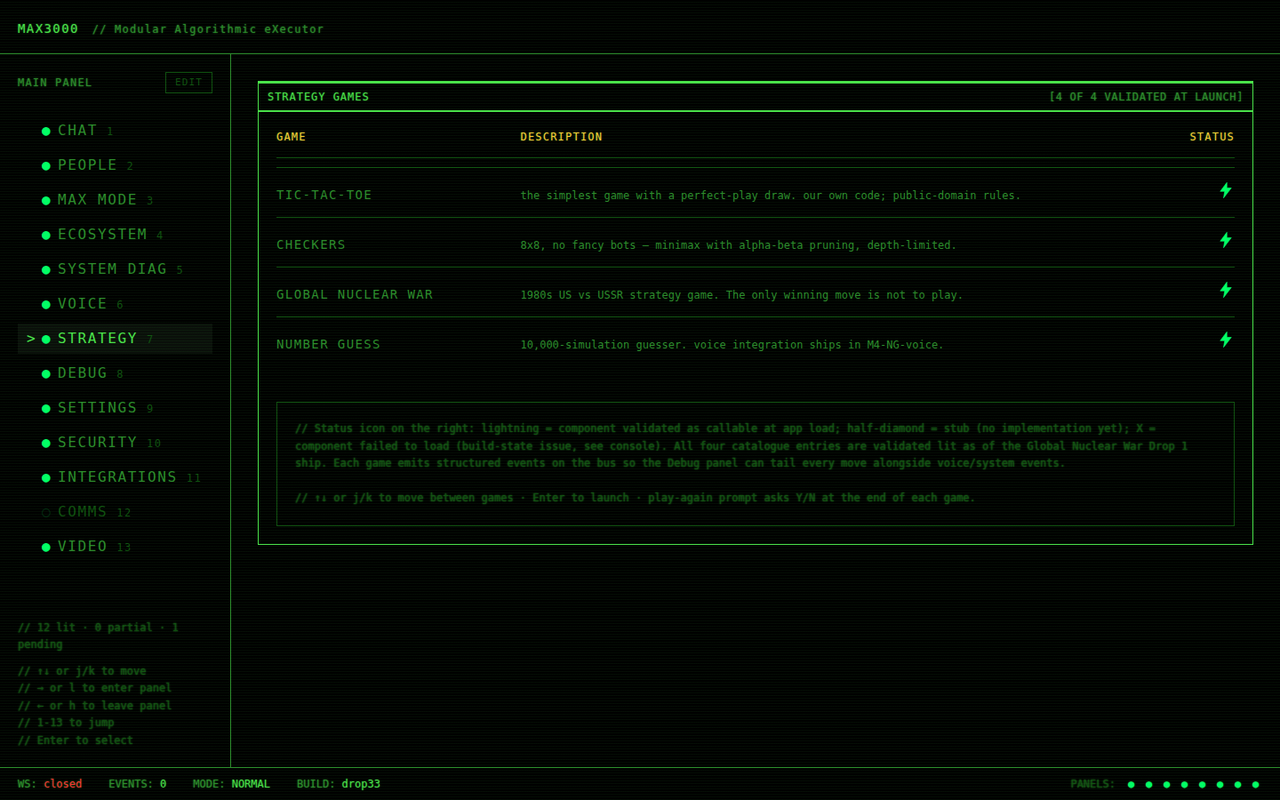 MAX3000 // Modular Algorithmic eXecutor
MAIN PANEL EDIT
CHAT 1
PEOPLE 2
MAX MODE 3
ECOSYSTEM 4
SYSTEM DIAG 5
VOICE 6
> STRATEGY 7
DEBUG 8
SETTINGS 9
SECURITY 10
INTEGRATIONS 11
COMMS 12
VIDEO 13
// 12 lit · 0 partial · 1
pending
// ↑↓ or j/k to move
// → or l to enter panel
// ← or h to leave panel
// 1-13 to jump
// Enter to select
STRATEGY GAMES [4 OF 4 VALIDATED AT LAUNCH]
GAME DESCRIPTION STATUS
TIC-TAC-TOE the simplest game with a perfect-play draw. our own code; public-domain rules.
CHECKERS 8x8, no fancy bots — minimax with alpha-beta pruning, depth-limited.
GLOBAL NUCLEAR WAR 1980s US vs USSR strategy game. The only winning move is not to play.
NUMBER GUESS 10,000-simulation guesser. voice integration ships in M4-NG-voice.
// Status icon on the right: lightning = component validated as callable at app load; half-diamond = stub (no implementation yet); X =
component failed to load (build-state issue, see console). All four catalogue entries are validated lit as of the Global Nuclear War Drop 1
ship. Each game emits structured events on the bus so the Debug panel can tail every move alongside voice/system events.
// ↑↓ or j/k to move between games · Enter to launch · play-again prompt asks Y/N at the end of each game.
WS: closed EVENTS: 0 MODE: NORMAL BUILD: drop33 PANELS: